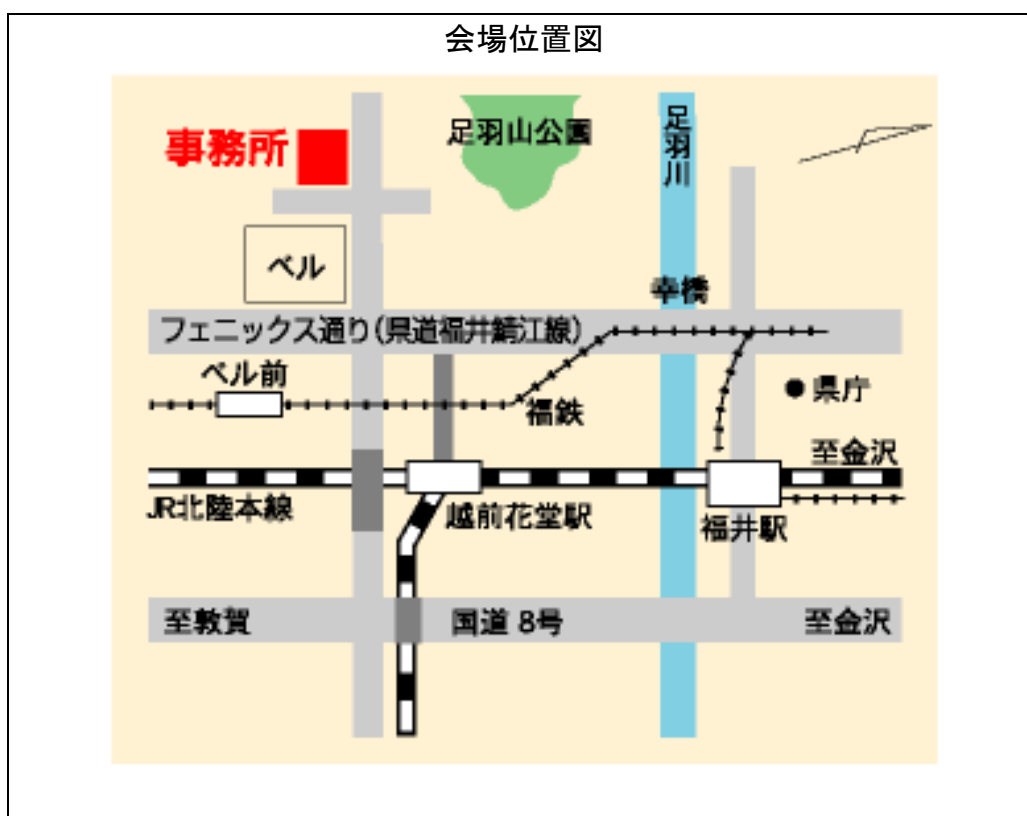 会場位置図
事務所
足羽山公園
足羽川
ベル
幸橋
フェニックス通り(県道福井鯖江線)
ベル前
福鉄
県庁
至金沢
JR北陸本線
越前花堂駅
福井駅
至敦賀
国道 8号
至金沢